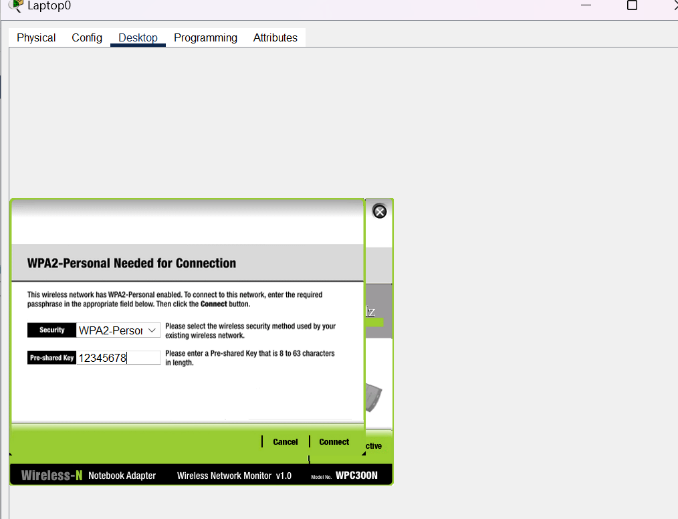 Laptop0
Physical Config Desktop Programming Attributes
WPA2-Personal Needed for Connection
This wireless network has WPA2-Personal enabled. To connect to this network, enter the required
passphrase in the appropriate field below. Then click the Connect button.
Security WPA2-Persor Please select the wireless security method used by your
existing wireless network.
Pre-shared Key 12345678 Please enter a Pre-shared Key that is 8 to 63 characters
in length.
Hz
Cancel Connect
ctive
Wireless-N Notebook Adapter Wireless Network Monitor v1.0 Model No. WPC300N